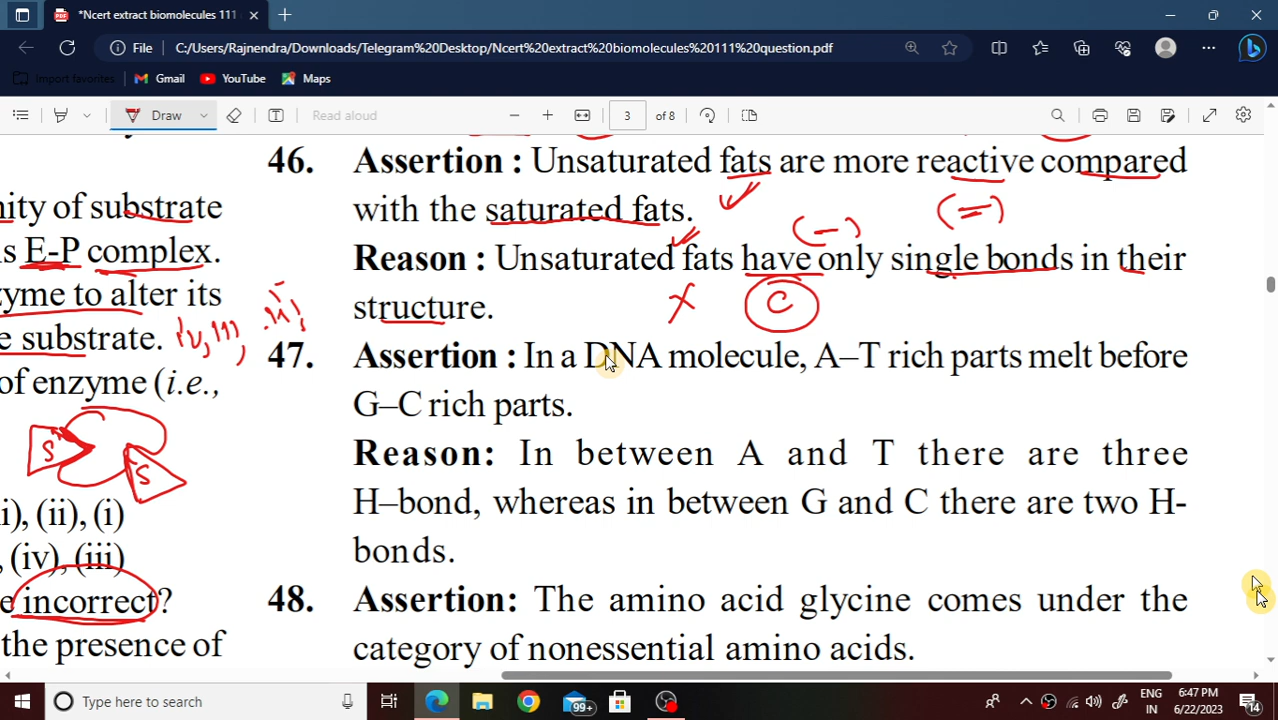 *Ncert extract biomolecules 111
File
C:/Users/Rajnendra/Downloads/Telegram%20Desktop/Ncert%20extract%20biomolecules%20111%20question.pdf
Import favorites
Gmail
YouTube
Maps
Draw
Read aloud
3
of 8
46. Assertion : Unsaturated fats are more reactive compared
with the saturated fats.
Reason : Unsaturated fats have only single bonds in their
structure.
47. Assertion : In a DNA molecule, A–T rich parts melt before
G–C rich parts.
Reason: In between A and T there are three
H–bond, whereas in between G and C there are two H-
bonds.
48. Assertion: The amino acid glycine comes under the
category of nonessential amino acids.
nity of substrate
is E-P complex.
zyme to alter its
e substrate.
of enzyme (i.e.,
S
S
i), (ii), (i)
, (iv), (iii)
e incorrect?
the presence of
C
Type here to search
99+
ENG
IN
6:47 PM
6/22/2023
14